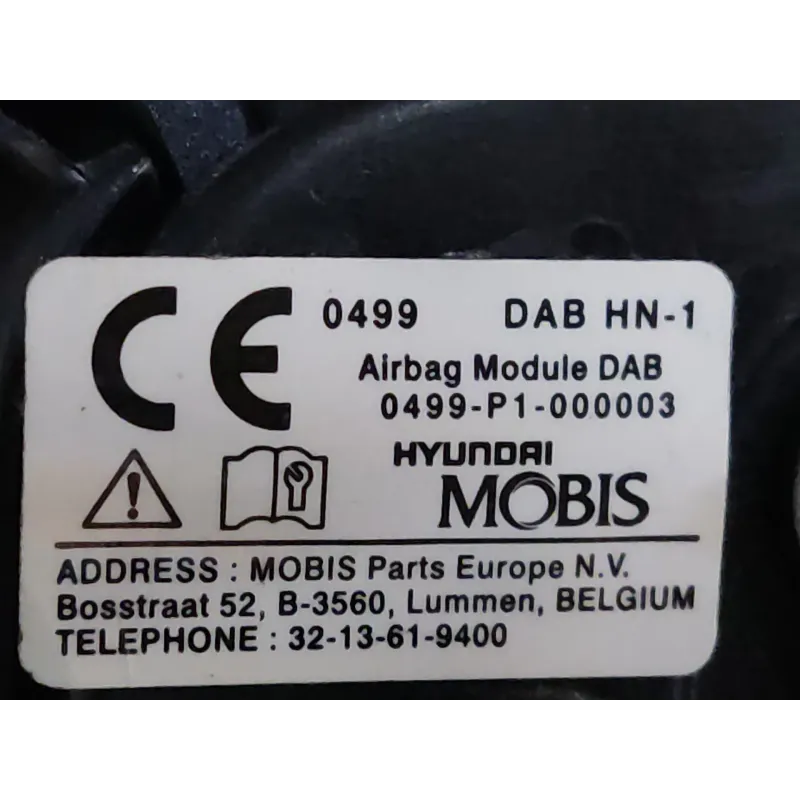 CE 0499 DAB HN-1
Airbag Module DAB
0499-P1-000003
HYUNDAI
MOBIS
ADDRESS : MOBIS Parts Europe N.V.
Bosstraat 52, B-3560, Lummen, BELGIUM
TELEPHONE : 32-13-61-9400